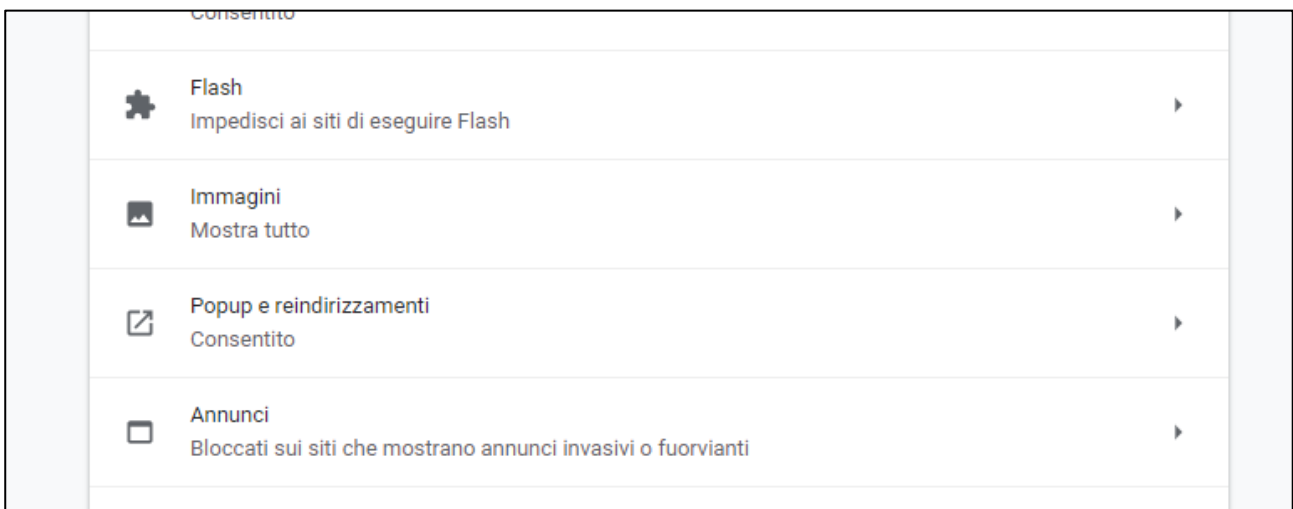 Consentito
Flash
Impedisci ai siti di eseguire Flash
Immagini
Mostra tutto
Popup e reindirizzamenti
Consentito
Annunci
Bloccati sui siti che mostrano annunci invasivi o fuorvianti